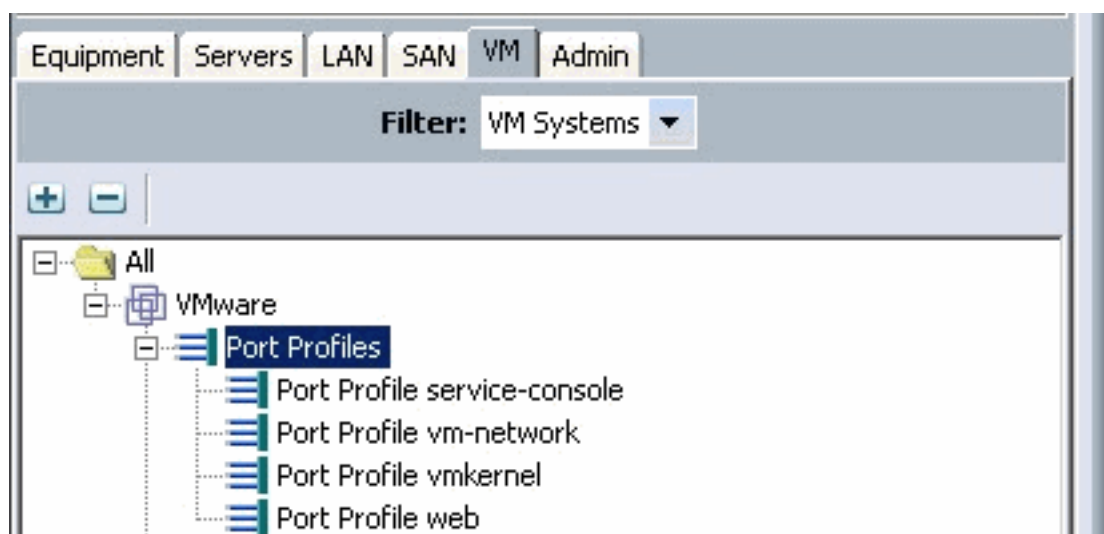 Equipment Servers LAN SAN VM Admin
Filter: VM Systems
All
VMware
Port Profiles
Port Profile service-console
Port Profile vm-network
Port Profile vmkernel
Port Profile web